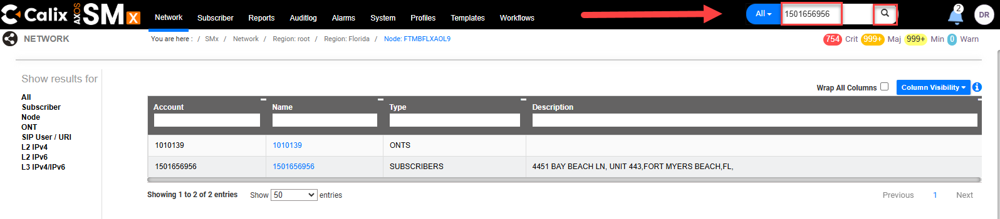 Calix AXOS SMx Network Subscriber Reports Auditlog Alarms System Profiles Templates Workflows All 1501656956 2 DR
NETWORK You are here : / SMx / Network / Region: root / Region: Florida / Node: FTMBFLXAOL9 754 Crit 999+ Maj 999+ Min 0 Warn
Show results for
All
Subscriber
Node
ONT
SIP User / URI
L2 IPv4
L2 IPv6
L3 IPv4/IPv6
Wrap All Columns Column Visibility
Account Name Type Description
1010139 1010139 ONTS
1501656956 1501656956 SUBSCRIBERS 4451 BAY BEACH LN, UNIT 443,FORT MYERS BEACH,FL,
Showing 1 to 2 of 2 entries Show 50 entries Previous 1 Next